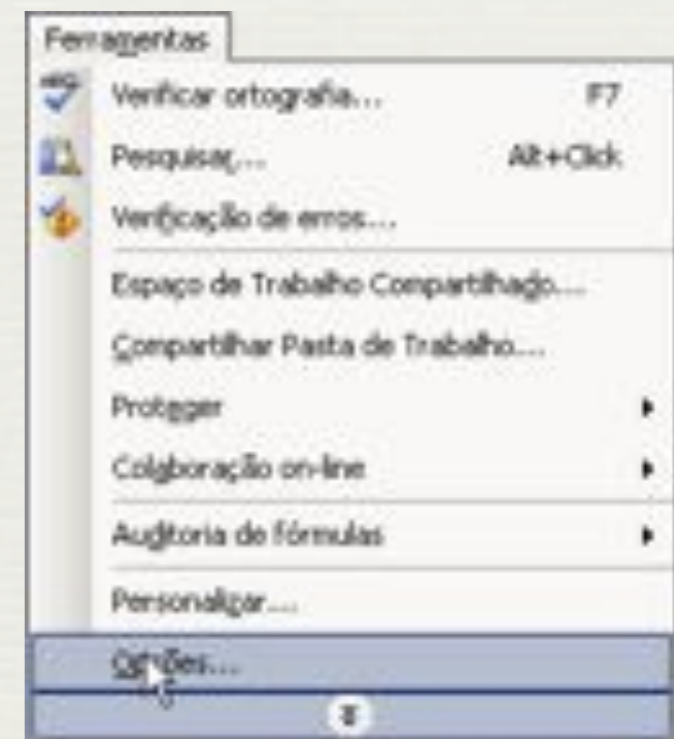 Ferramentas
Verificar ortografia... F7
Pesquisar... Alt+Click
Verificação de erros...
Espaço de Trabalho Compartilhado...
Compartilhar Pasta de Trabalho...
Proteger
Colaboração on-line
Auditoria de fórmulas
Personalizar...
Opções...